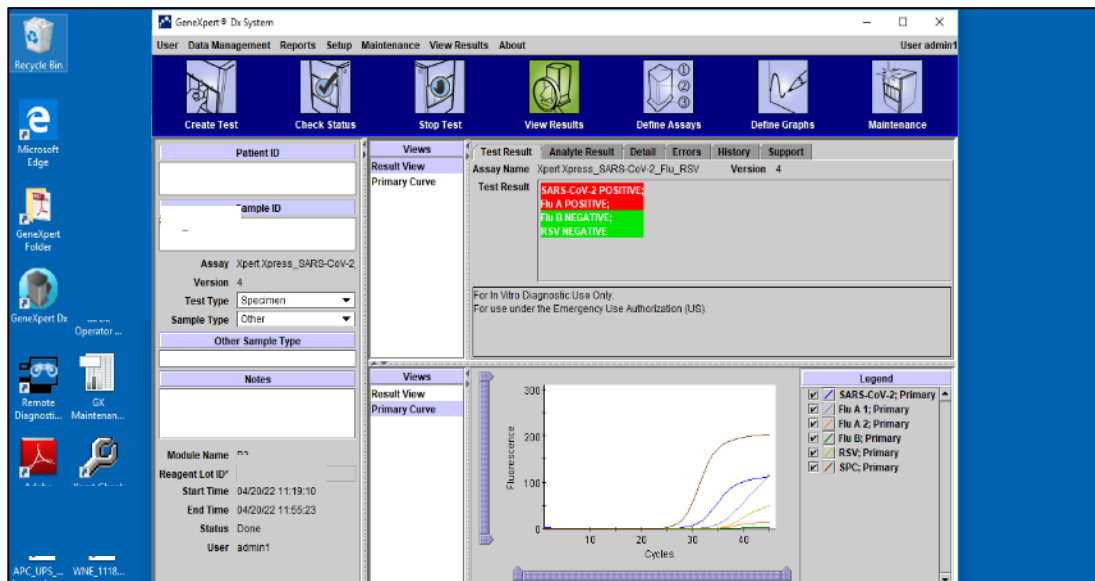 Recycle Bin
Microsoft
Edge
GeneXpert
Folder
GeneXpert Dx
Operator ...
Remote
Diagnosti...
GX
Maintenan...
APC_UPS_...
WNE_1118...
GeneXpert® Dx System
User Data Management Reports Setup Maintenance View Results About
User admin1
Create Test
Check Status
Stop Test
View Results
Define Assays
Define Graphs
Maintenance
Patient ID
Sample ID
Assay Xpert Xpress_SARS-CoV-2_
Version 4
Test Type Specimen
Sample Type Other
Other Sample Type
Notes
Module Name
Reagent Lot ID*
Start Time 04/20/22 11:19:10
End Time 04/20/22 11:55:23
Status Done
User admin1
Views
Result View
Primary Curve
Test Result Analyte Result Detail Errors History Support
Assay Name Xpert Xpress_SARS-CoV-2_Flu_RSV Version 4
Test Result
SARS-CoV-2 POSITIVE;
Flu A POSITIVE;
Flu B NEGATIVE;
RSV NEGATIVE
For In Vitro Diagnostic Use Only.
For use under the Emergency Use Authorization (US).
Views
Result View
Primary Curve
Fluorescence
300
200
100
0
10 20 30 40
Cycles
Legend
SARS-CoV-2; Primary
Flu A 1; Primary
Flu A 2; Primary
Flu B; Primary
RSV; Primary
SPC; Primary